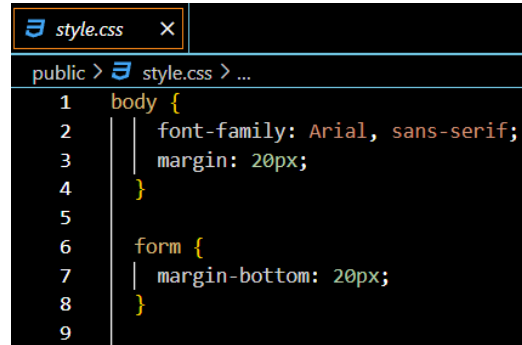 style.css ×
public > style.css > ...
1 body {
2     font-family: Arial, sans-serif;
3     margin: 20px;
4   }
5
6   form {
7     margin-bottom: 20px;
8   }
9